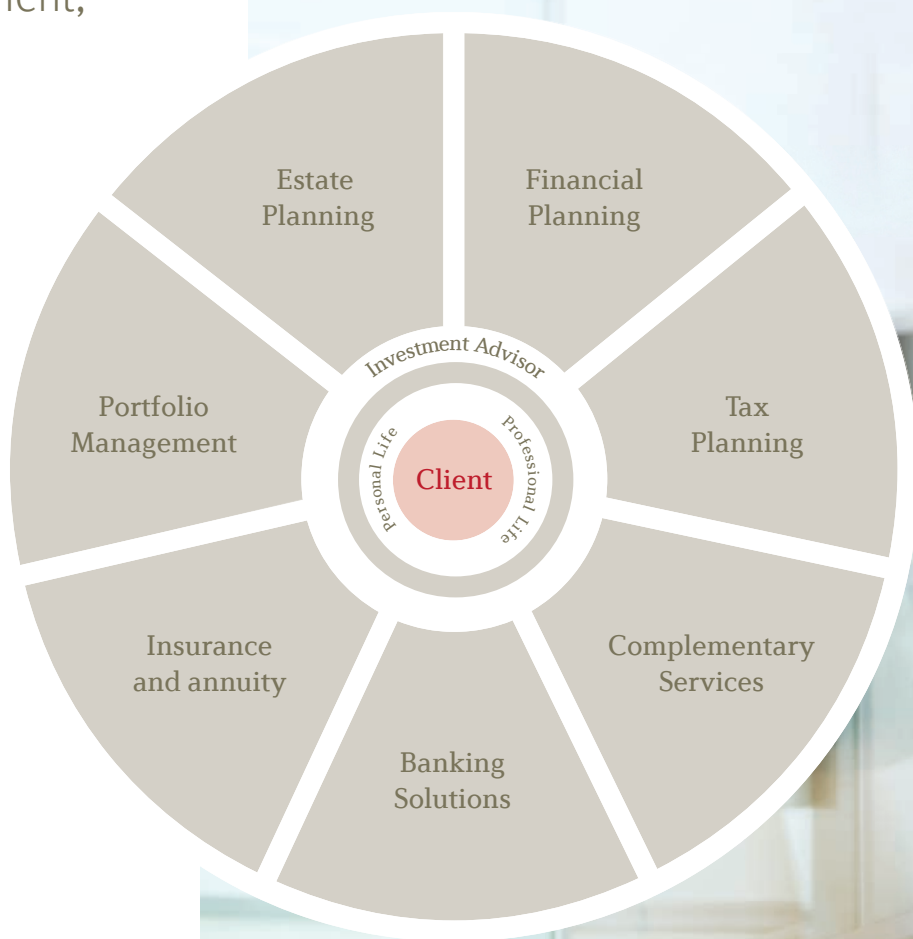 Estate
Planning
Financial
Planning
Portfolio
Management
Investment Advisor
Tax
Planning
Personal Life
Client
Professional Life
Insurance
and annuity
Complementary
Services
Banking
Solutions